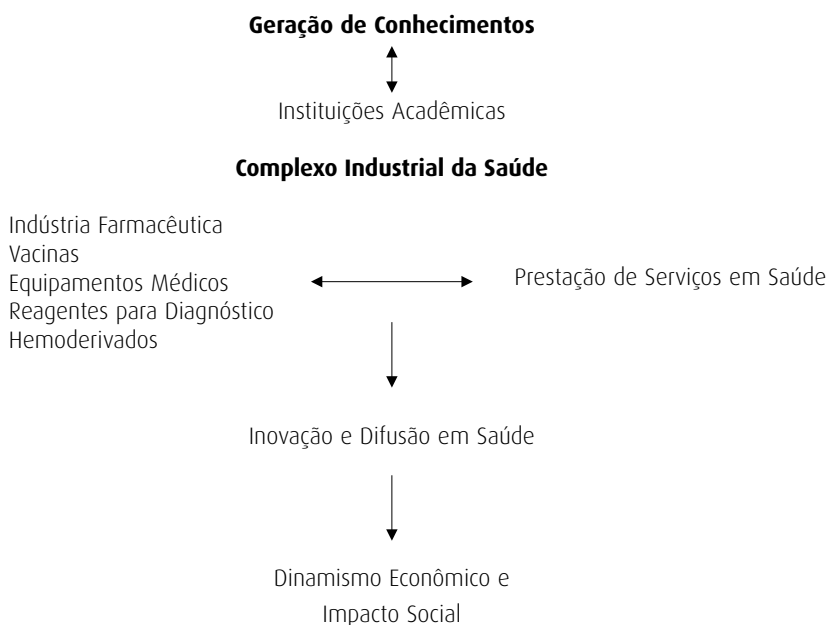 Geração de Conhecimentos
Instituições Acadêmicas
Complexo Industrial da Saúde
Indústria Farmacêutica
Vacinas
Equipamentos Médicos
Reagentes para Diagnóstico
Hemoderivados
Prestação de Serviços em Saúde
Inovação e Difusão em Saúde
Dinamismo Econômico e
Impacto Social